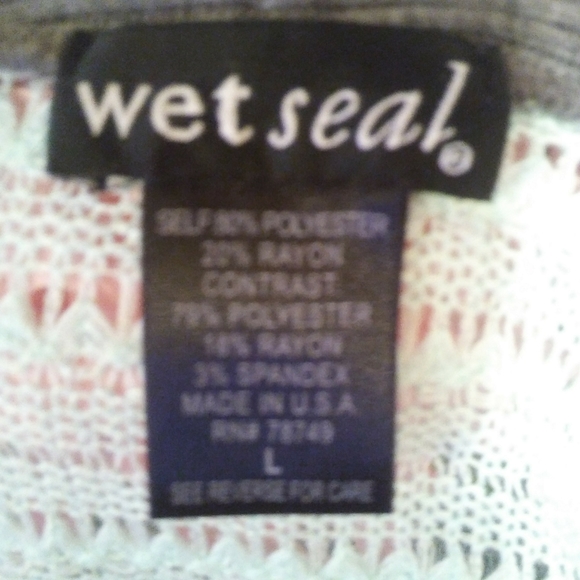 wet seal ®
SELF 80% POLYESTER
20% RAYON
CONTRAST
79% POLYESTER
18% RAYON
3% SPANDEX
MADE IN U.S.A
RN# 78749
L
SEE REVERSE FOR CARE